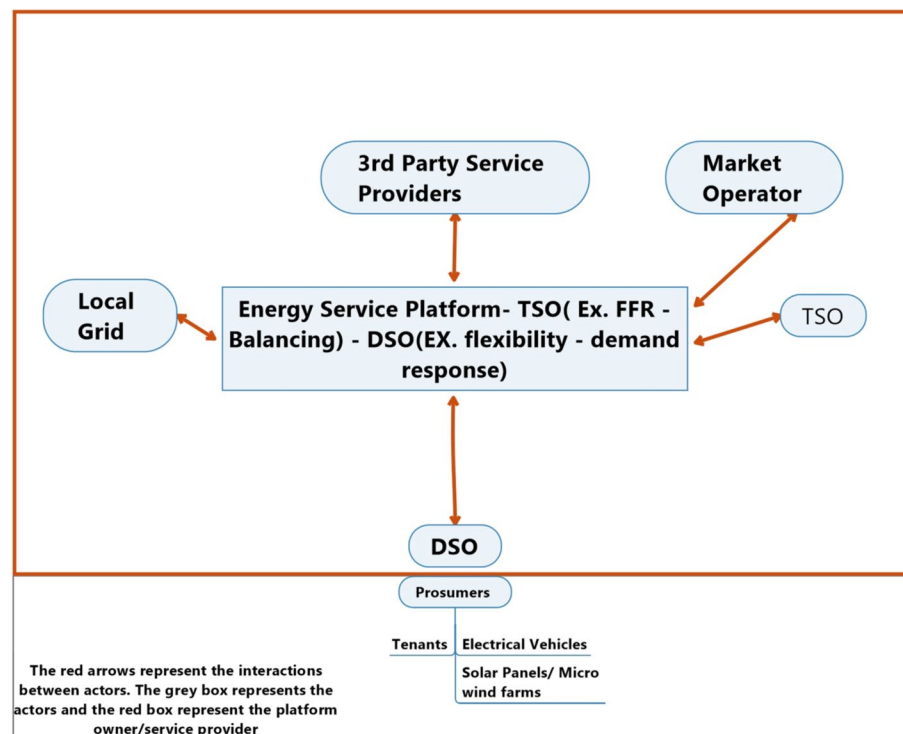 3rd Party Service
Providers
Market
Operator
Local
Grid
Energy Service Platform- TSO( Ex. FFR -
Balancing) - DSO(EX. flexibility - demand
response)
TSO
DSO
Prosumers
Tenants
Electrical Vehicles
Solar Panels/ Micro
wind farms
The red arrows represent the interactions
between actors. The grey box represents the
actors and the red box represent the platform
owner/service provider